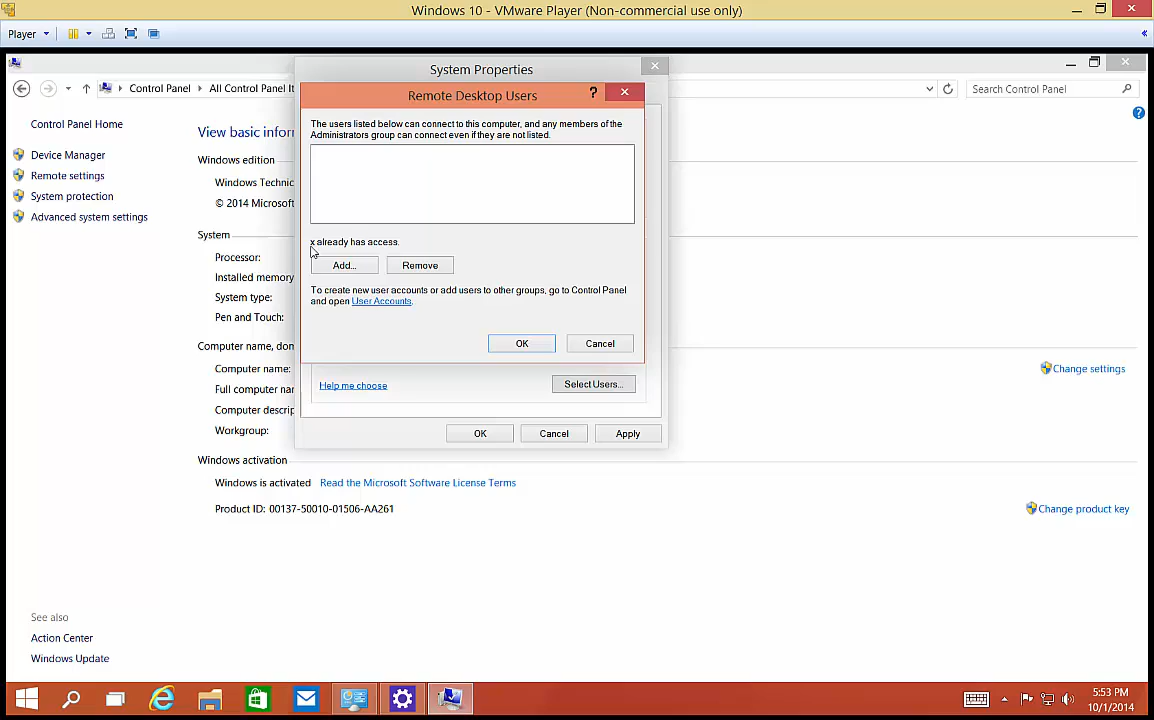 Windows 10 - VMware Player (Non-commercial use only)
Player
System Properties
Control Panel
All Control Panel It
Search Control Panel
Remote Desktop Users
?
The users listed below can connect to this computer, and any members of the
Administrators group can connect even if they are not listed.
x already has access.
Add...
Remove
To create new user accounts or add users to other groups, go to Control Panel
and open User Accounts.
OK
Cancel
Help me choose
Select Users...
OK
Cancel
Apply
Control Panel Home
Device Manager
Remote settings
System protection
Advanced system settings
View basic infor
Windows edition
Windows Technic
© 2014 Microsoft
System
Processor:
Installed memory
System type:
Pen and Touch:
Computer name, do
Computer name:
Full computer nar
Computer descrip
Workgroup:
Change settings
Windows activation
Windows is activated
Read the Microsoft Software License Terms
Product ID: 00137-50010-01506-AA261
Change product key
See also
Action Center
Windows Update
5:53 PM
10/1/2014